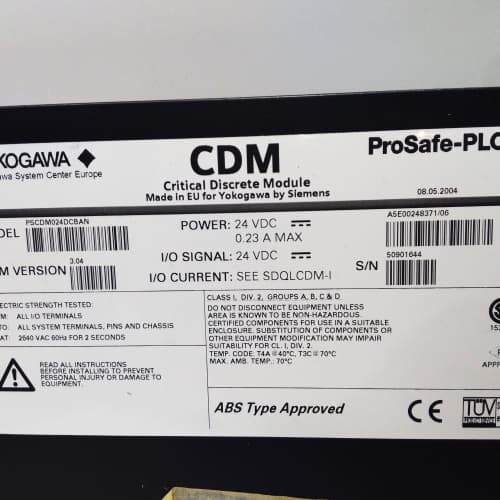 KOGAWA
CDM
ProSafe-PLC
wa System Center Europe
Critical Discrete Module
Made in EU for Yokogawa by Siemens
08.05.2004
DEL
PSCDM024DCBAN
POWER: 24 VDC
0.23 A MAX
A5E00248371/06
M VERSION
3.04
I/O SIGNAL: 24 VDC
I/O CURRENT: SEE SDQLCDM-I
S/N
50901644
ECTRIC STRENGTH TESTED:
M: ALL I/O TERMINALS
TO: ALL SYSTEM TERMINALS, PINS AND CHASSIS
AT: 2640 VAC 60Hz FOR 2 SECONDS
CLASS I, DIV. 2, GROUPS A, B, C & D
DO NOT DISCONNECT EQUIPMENT UNLESS
AREA IS KNOWN TO BE NON-HAZARDOUS.
CERTIFIED COMPONENTS FOR USE IN A SUITABLE
ENCLOSURE. SUBSTITUTION OF COMPONENTS OR
OTHER EQUIPMENT MODIFICATION MAY IMPAIR
SUITABILITY FOR CL. I, DIV. 2.
TEMP. CODE: T4A @40°C, T3C @70°C
MAX. AMB. TEMP.: 70°C
READ ALL INSTRUCTIONS
BEFORE INSTALLING TO PREVENT
PERSONAL INJURY OR DAMAGE TO
EQUIPMENT.
ABS Type Approved
CE
TÜV